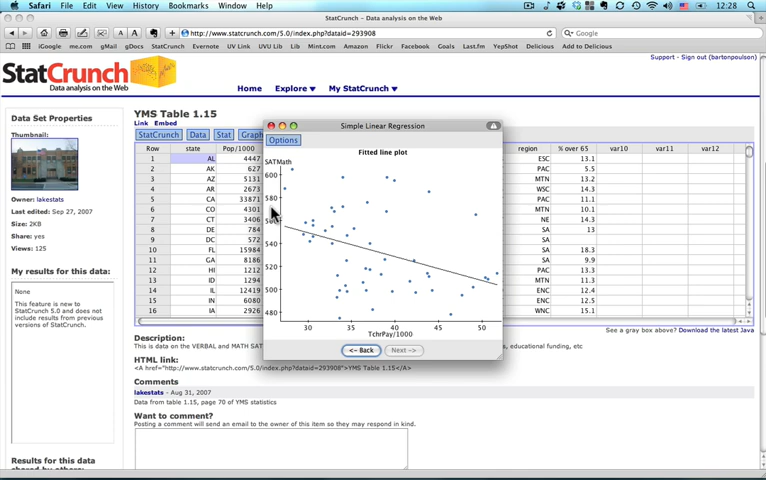 Safari File Edit View History Bookmarks Window Help 12:28
StatCrunch - Data analysis on the Web
http://www.statcrunch.com/5.0/index.php?dataid=293908
Google
iGoogle me.com gMail gDocs StatCrunch Evernote UV Link UVU Lib Mint.com Amazon Flickr Facebook Goals Last.fm YepShot Delicious Add to Delicious
Support - Sign out (bartonpoulson)
StatCrunch
Data analysis on the web
Home Explore My StatCrunch
Data Set Properties
Thumbnail:
Owner: lakestats
Last edited: Sep 27, 2007
Size: 2KB
Share: yes
Views: 125
My results for this data:
None
This feature is new to
StatCrunch 5.0 and does
not include results from
previous versions of
StatCrunch.
Results for this data
YMS Table 1.15
Link Embed
StatCrunch Data Stat Graph
Row state Pop/1000 region % over 65 var10 var11 var12
1 AL 4447 ESC 13.1
2 AK 627 PAC 5.5
3 AZ 5131 MTN 13.2
4 AR 2673 WSC 14.3
5 CA 33871 PAC 11.1
6 CO 4301 MTN 10.1
7 CT 3406 NE 14.3
8 DE 784 SA 13
9 DC 572 SA
10 FL 15984 SA 18.3
11 GA 8186 SA 9.9
12 HI 1212 PAC 13.3
13 ID 1294 MTN 11.3
14 IL 12419 ENC 12.4
15 IN 6080 ENC 12.5
16 IA 2926 WNC 15.1
Simple Linear Regression
Options
Fitted line plot
SATMath
600
580
560
540
520
500
480
30 35 40 45 50
TchrPay/1000
<-- Back Next -->
See a gray box above? Download the latest Java
Description:
This is data on the VERBAL and MATH SAT
s, educational funding, etc
HTML link:
<A href="http://www.statcrunch.com/5.0/index.php?dataid=293908">YMS Table 1.15</A>
Comments
lakestats - Aug 31, 2007
Data from table 1.15, page 70 of YMS statistics
Want to comment?
Posting a comment will send an email to the owner of this item so they may respond in kind.